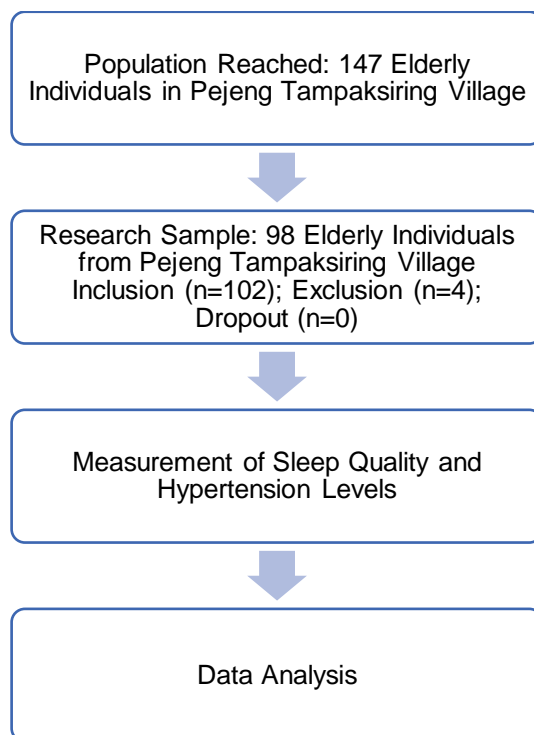 Population Reached: 147 Elderly
Individuals in Pejeng Tampaksiring Village
Research Sample: 98 Elderly Individuals
from Pejeng Tampaksiring Village
Inclusion (n=102); Exclusion (n=4);
Dropout (n=0)
Measurement of Sleep Quality and
Hypertension Levels
Data Analysis